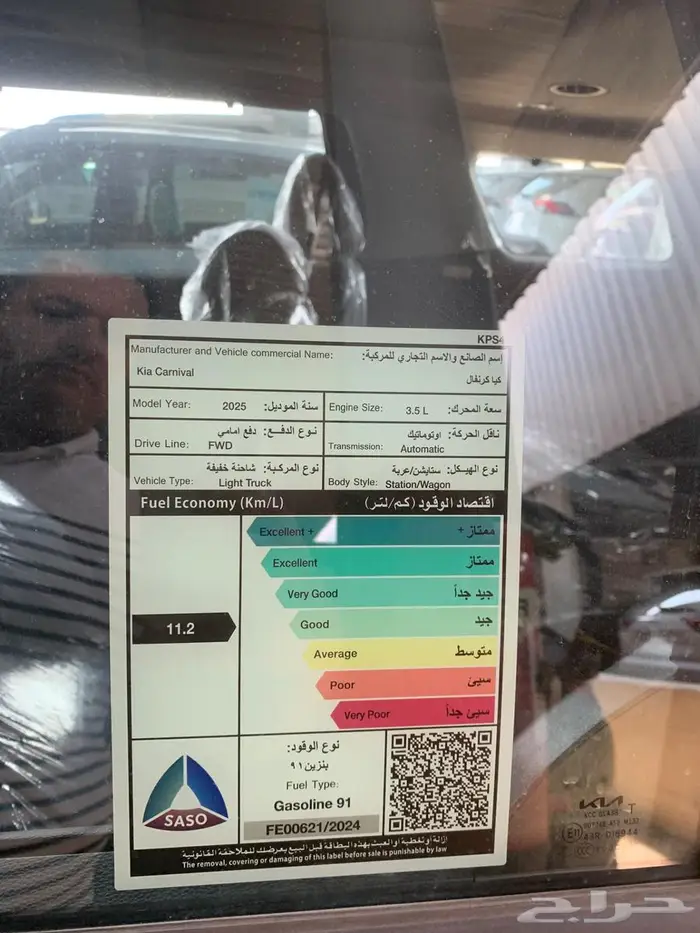 KPS4
Manufacturer and Vehicle commercial Name: إسم الصانع والاسم التجاري للمركبة:
Kia Carnival كيا كرنفال
Model Year: 2025 سنة الموديل:
Engine Size: 3.5 L سعة المحرك:
نوع الدفع: دفع امامي
Drive Line: FWD
ناقل الحركة: اوتوماتيك
Transmission: Automatic
نوع المركبة: شاحنة خفيفة
Vehicle Type: Light Truck
نوع الهيكل: ستايشن/عربة
Body Style: Station/Wagon
Fuel Economy (Km/L) اقتصاد الوقود (كم/لتر)
Excellent + ممتاز +
Excellent ممتاز
Very Good جيد جداً
11.2
Good جيد
Average متوسط
Poor سيئ
Very Poor سيئ جداً
نوع الوقود:
بنزين ٩١
Fuel Type:
Gasoline 91
FE00621/2024
SASO
ازالة أو تغطية أو العبث بهذه البطاقة قبل البيع يعرضك للملاحقة القانونية
The removal, covering or damaging of this label before sale is punishable by law
KIA
حراج